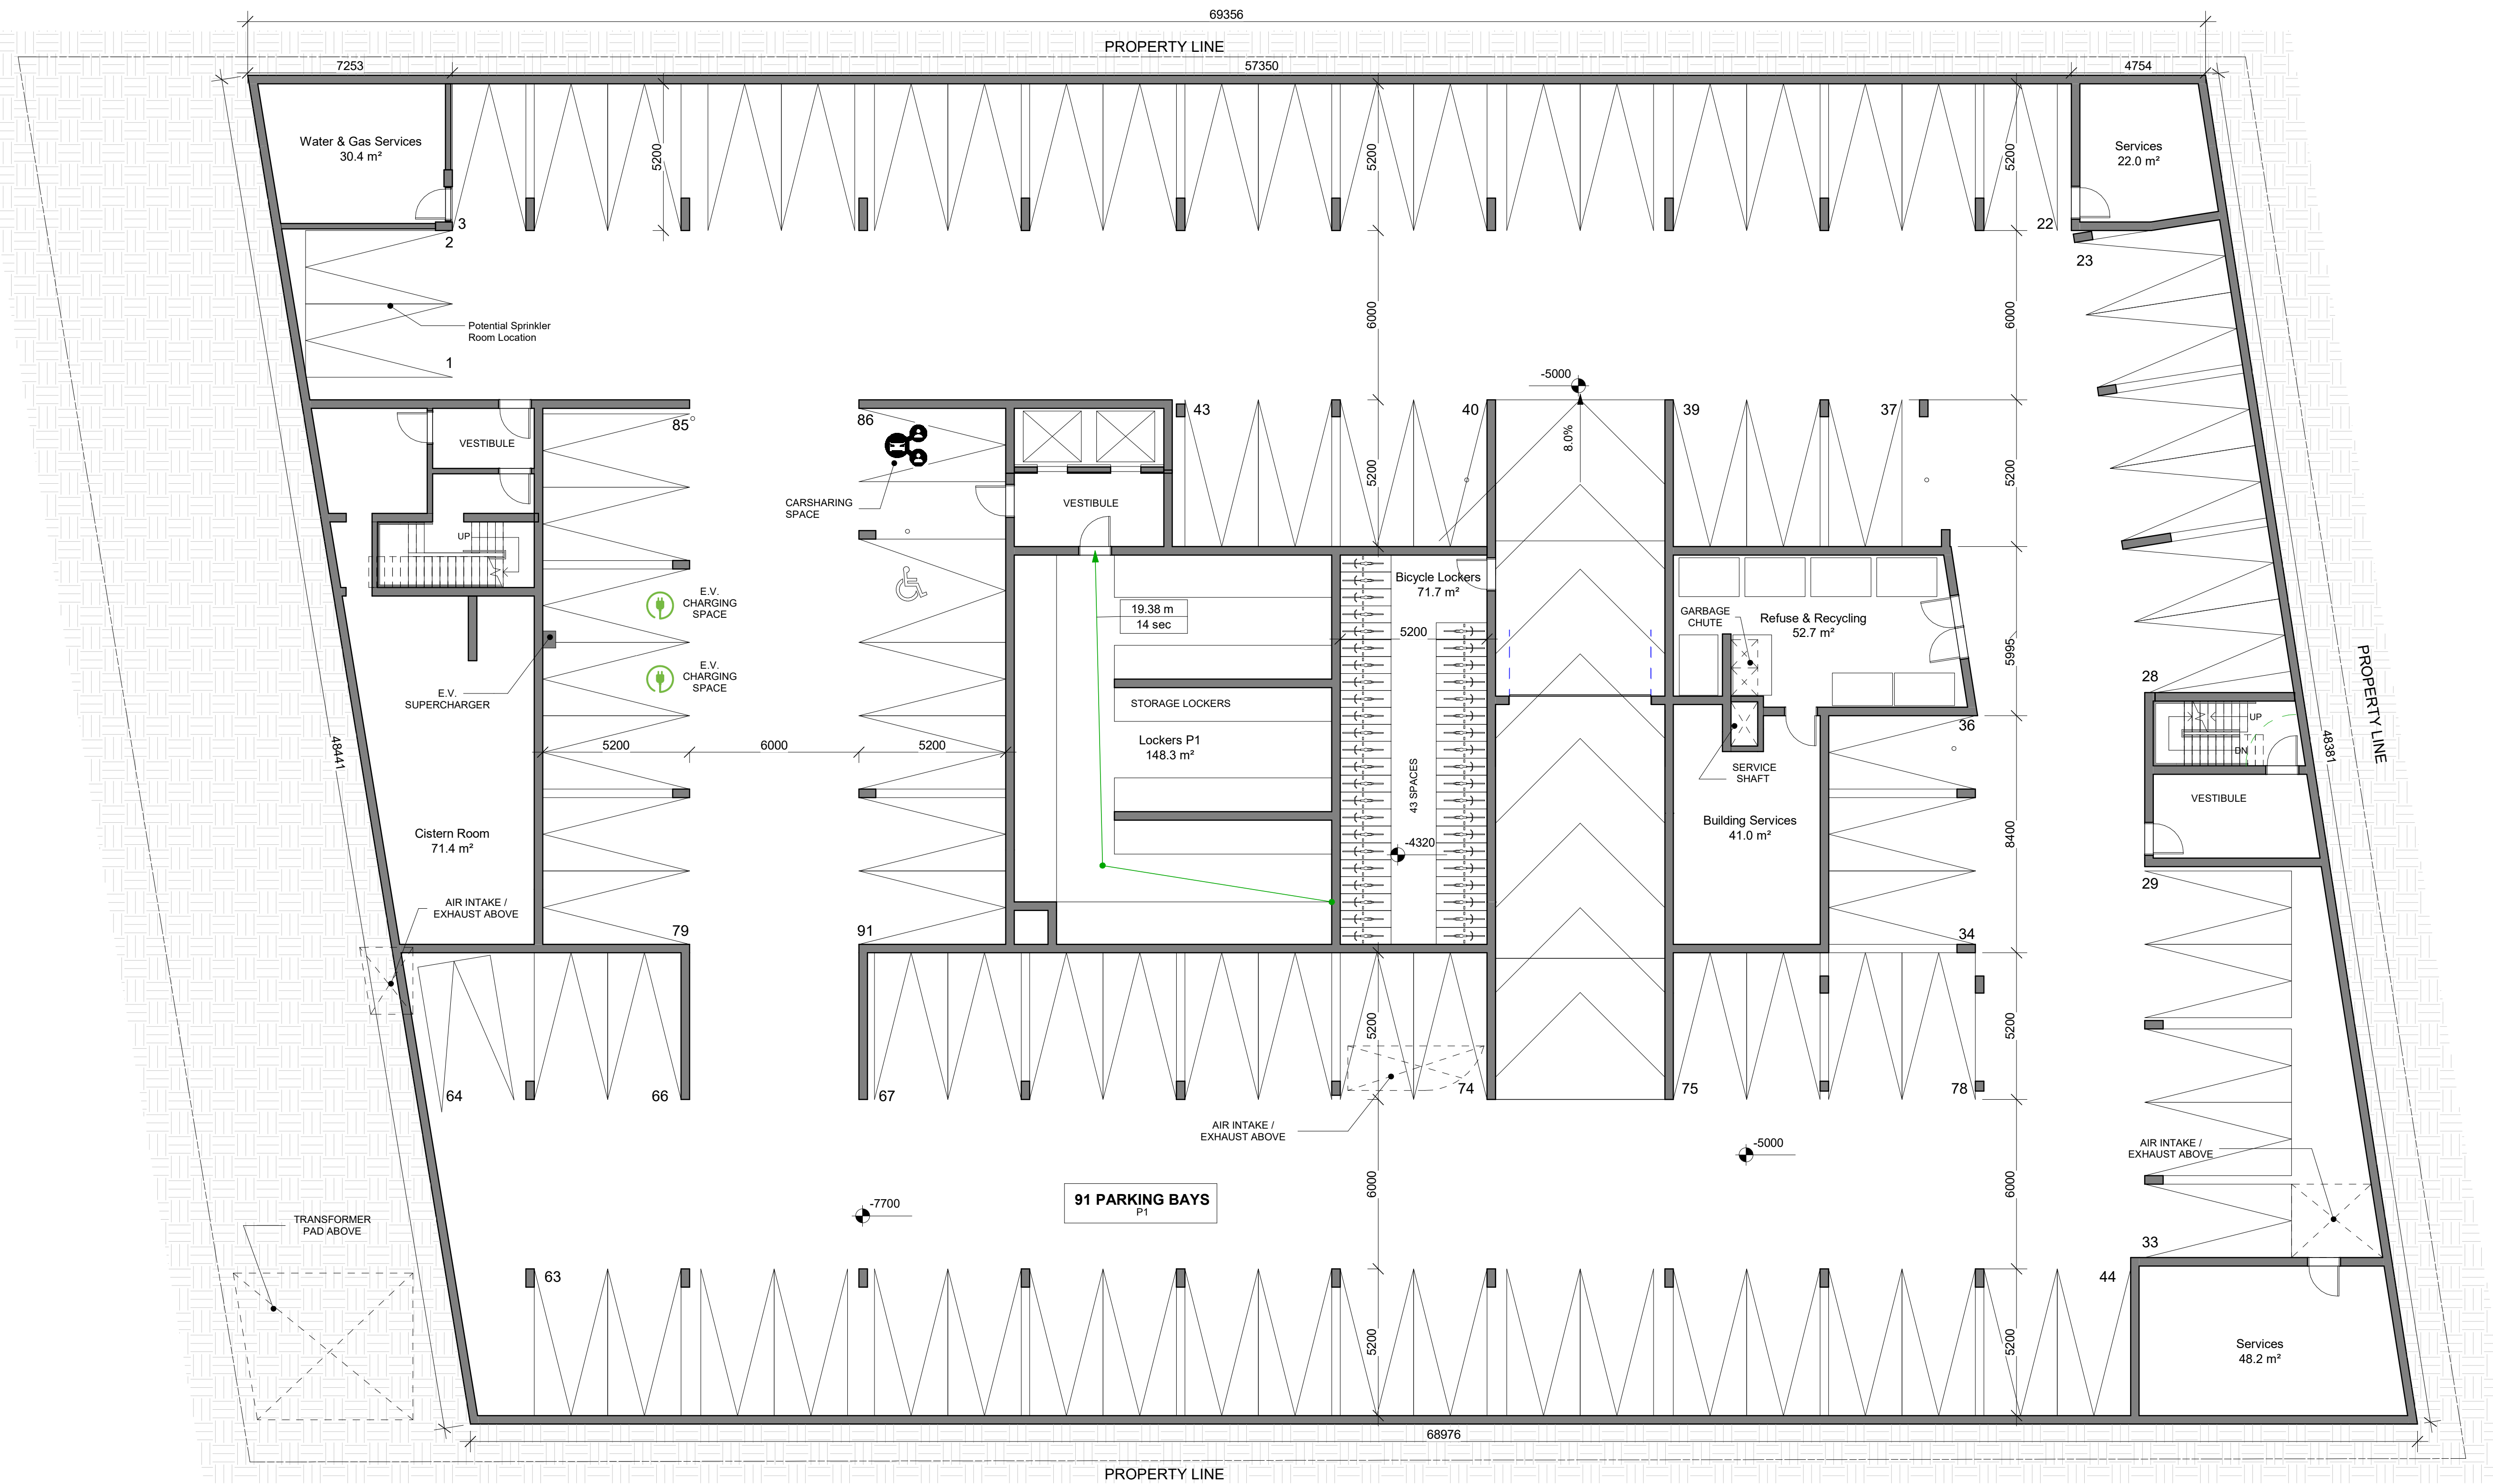 69356
PROPERTY LINE
7253
57350
4754
Water & Gas Services
30.4 m²
5200
5200
5200
Services
22.0 m²
3
2
22
23
Potential Sprinkler
Room Location
6000
6000
1
-5000
86
85
43
40
39
37
8.0%
VESTIBULE
CARSHARING
SPACE
VESTIBULE
5200
5200
UP
Bicycle Lockers
71.7 m²
E.V.
CHARGING
SPACE
19.38 m
14 sec
GARBAGE
CHUTE
Refuse & Recycling
52.7 m²
5200
5995
E.V.
CHARGING
SPACE
E.V.
SUPERCHARGER
STORAGE LOCKERS
28
PROPERTY LINE
36
UP
DN
48441
48381
5200
6000
5200
Lockers P1
148.3 m²
43 SPACES
SERVICE
SHAFT
VESTIBULE
Cistern Room
71.4 m²
Building Services
41.0 m²
8400
-4320
29
AIR INTAKE /
EXHAUST ABOVE
79
91
34
5200
5200
64
66
67
74
75
78
AIR INTAKE /
EXHAUST ABOVE
-5000
AIR INTAKE /
EXHAUST ABOVE
6000
6000
91 PARKING BAYS
P1
-7700
TRANSFORMER
PAD ABOVE
33
63
44
5200
5200
Services
48.2 m²
68976
PROPERTY LINE